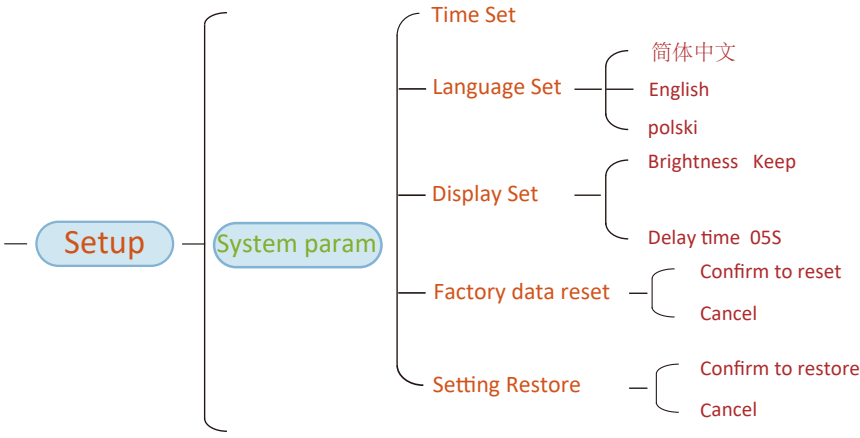 Setup
System param
Time Set
Language Set
简体中文
English
polski
Display Set
Brightness Keep
Delay time 05S
Factory data reset
Confirm to reset
Cancel
Setting Restore
Confirm to restore
Cancel